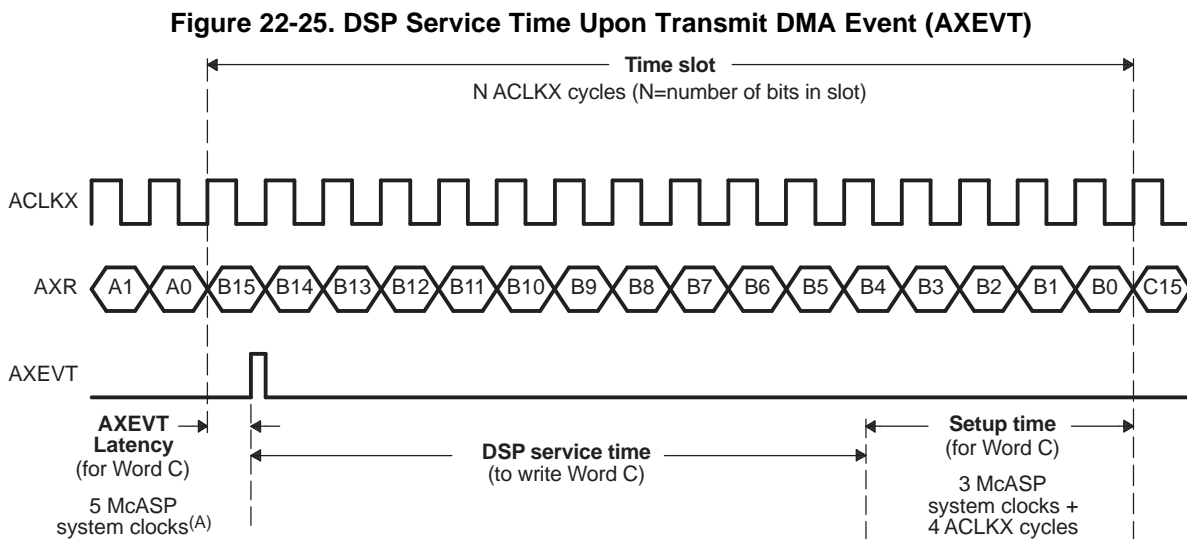 Figure 22-25. DSP Service Time Upon Transmit DMA Event (AXEVT)
Time slot
N ACLKX cycles (N=number of bits in slot)
ACLKX
AXR A1 A0 B15 B14 B13 B12 B11 B10 B9 B8 B7 B6 B5 B4 B3 B2 B1 B0 C15
AXEVT
AXEVT
Latency
(for Word C)
5 McASP
system clocks(A)
DSP service time
(to write Word C)
Setup time
(for Word C)
3 McASP
system clocks +
4 ACLKX cycles